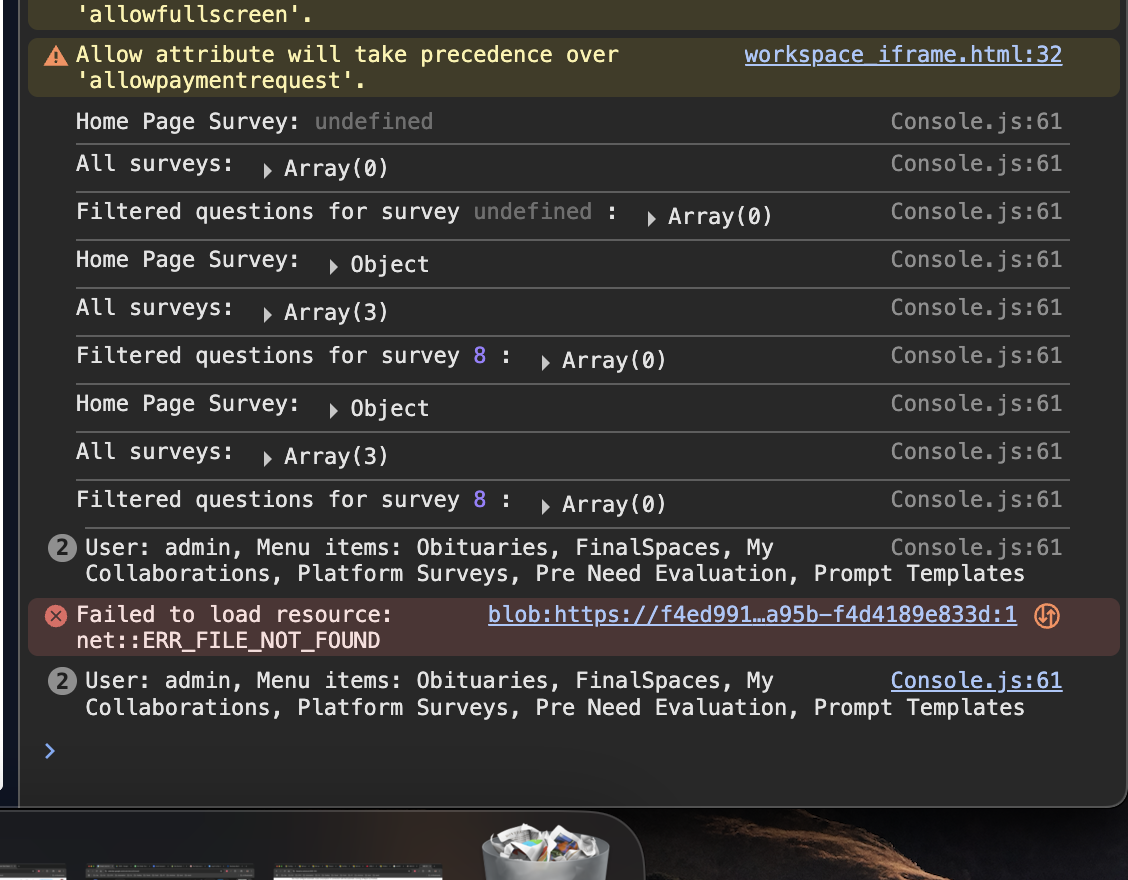 'allowfullscreen'.
Allow attribute will take precedence over workspace_iframe.html:32
'allowpaymentrequest'.
Home Page Survey: undefined Console.js:61
All surveys: Array(0) Console.js:61
Filtered questions for survey undefined : Array(0) Console.js:61
Home Page Survey: Object Console.js:61
All surveys: Array(3) Console.js:61
Filtered questions for survey 8 : Array(0) Console.js:61
Home Page Survey: Object Console.js:61
All surveys: Array(3) Console.js:61
Filtered questions for survey 8 : Array(0) Console.js:61
2 User: admin, Menu items: Obituaries, FinalSpaces, My Console.js:61
Collaborations, Platform Surveys, Pre Need Evaluation, Prompt Templates
Failed to load resource: blob:https://f4ed991…a95b-f4d4189e833d:1
net::ERR_FILE_NOT_FOUND
2 User: admin, Menu items: Obituaries, FinalSpaces, My Console.js:61
Collaborations, Platform Surveys, Pre Need Evaluation, Prompt Templates